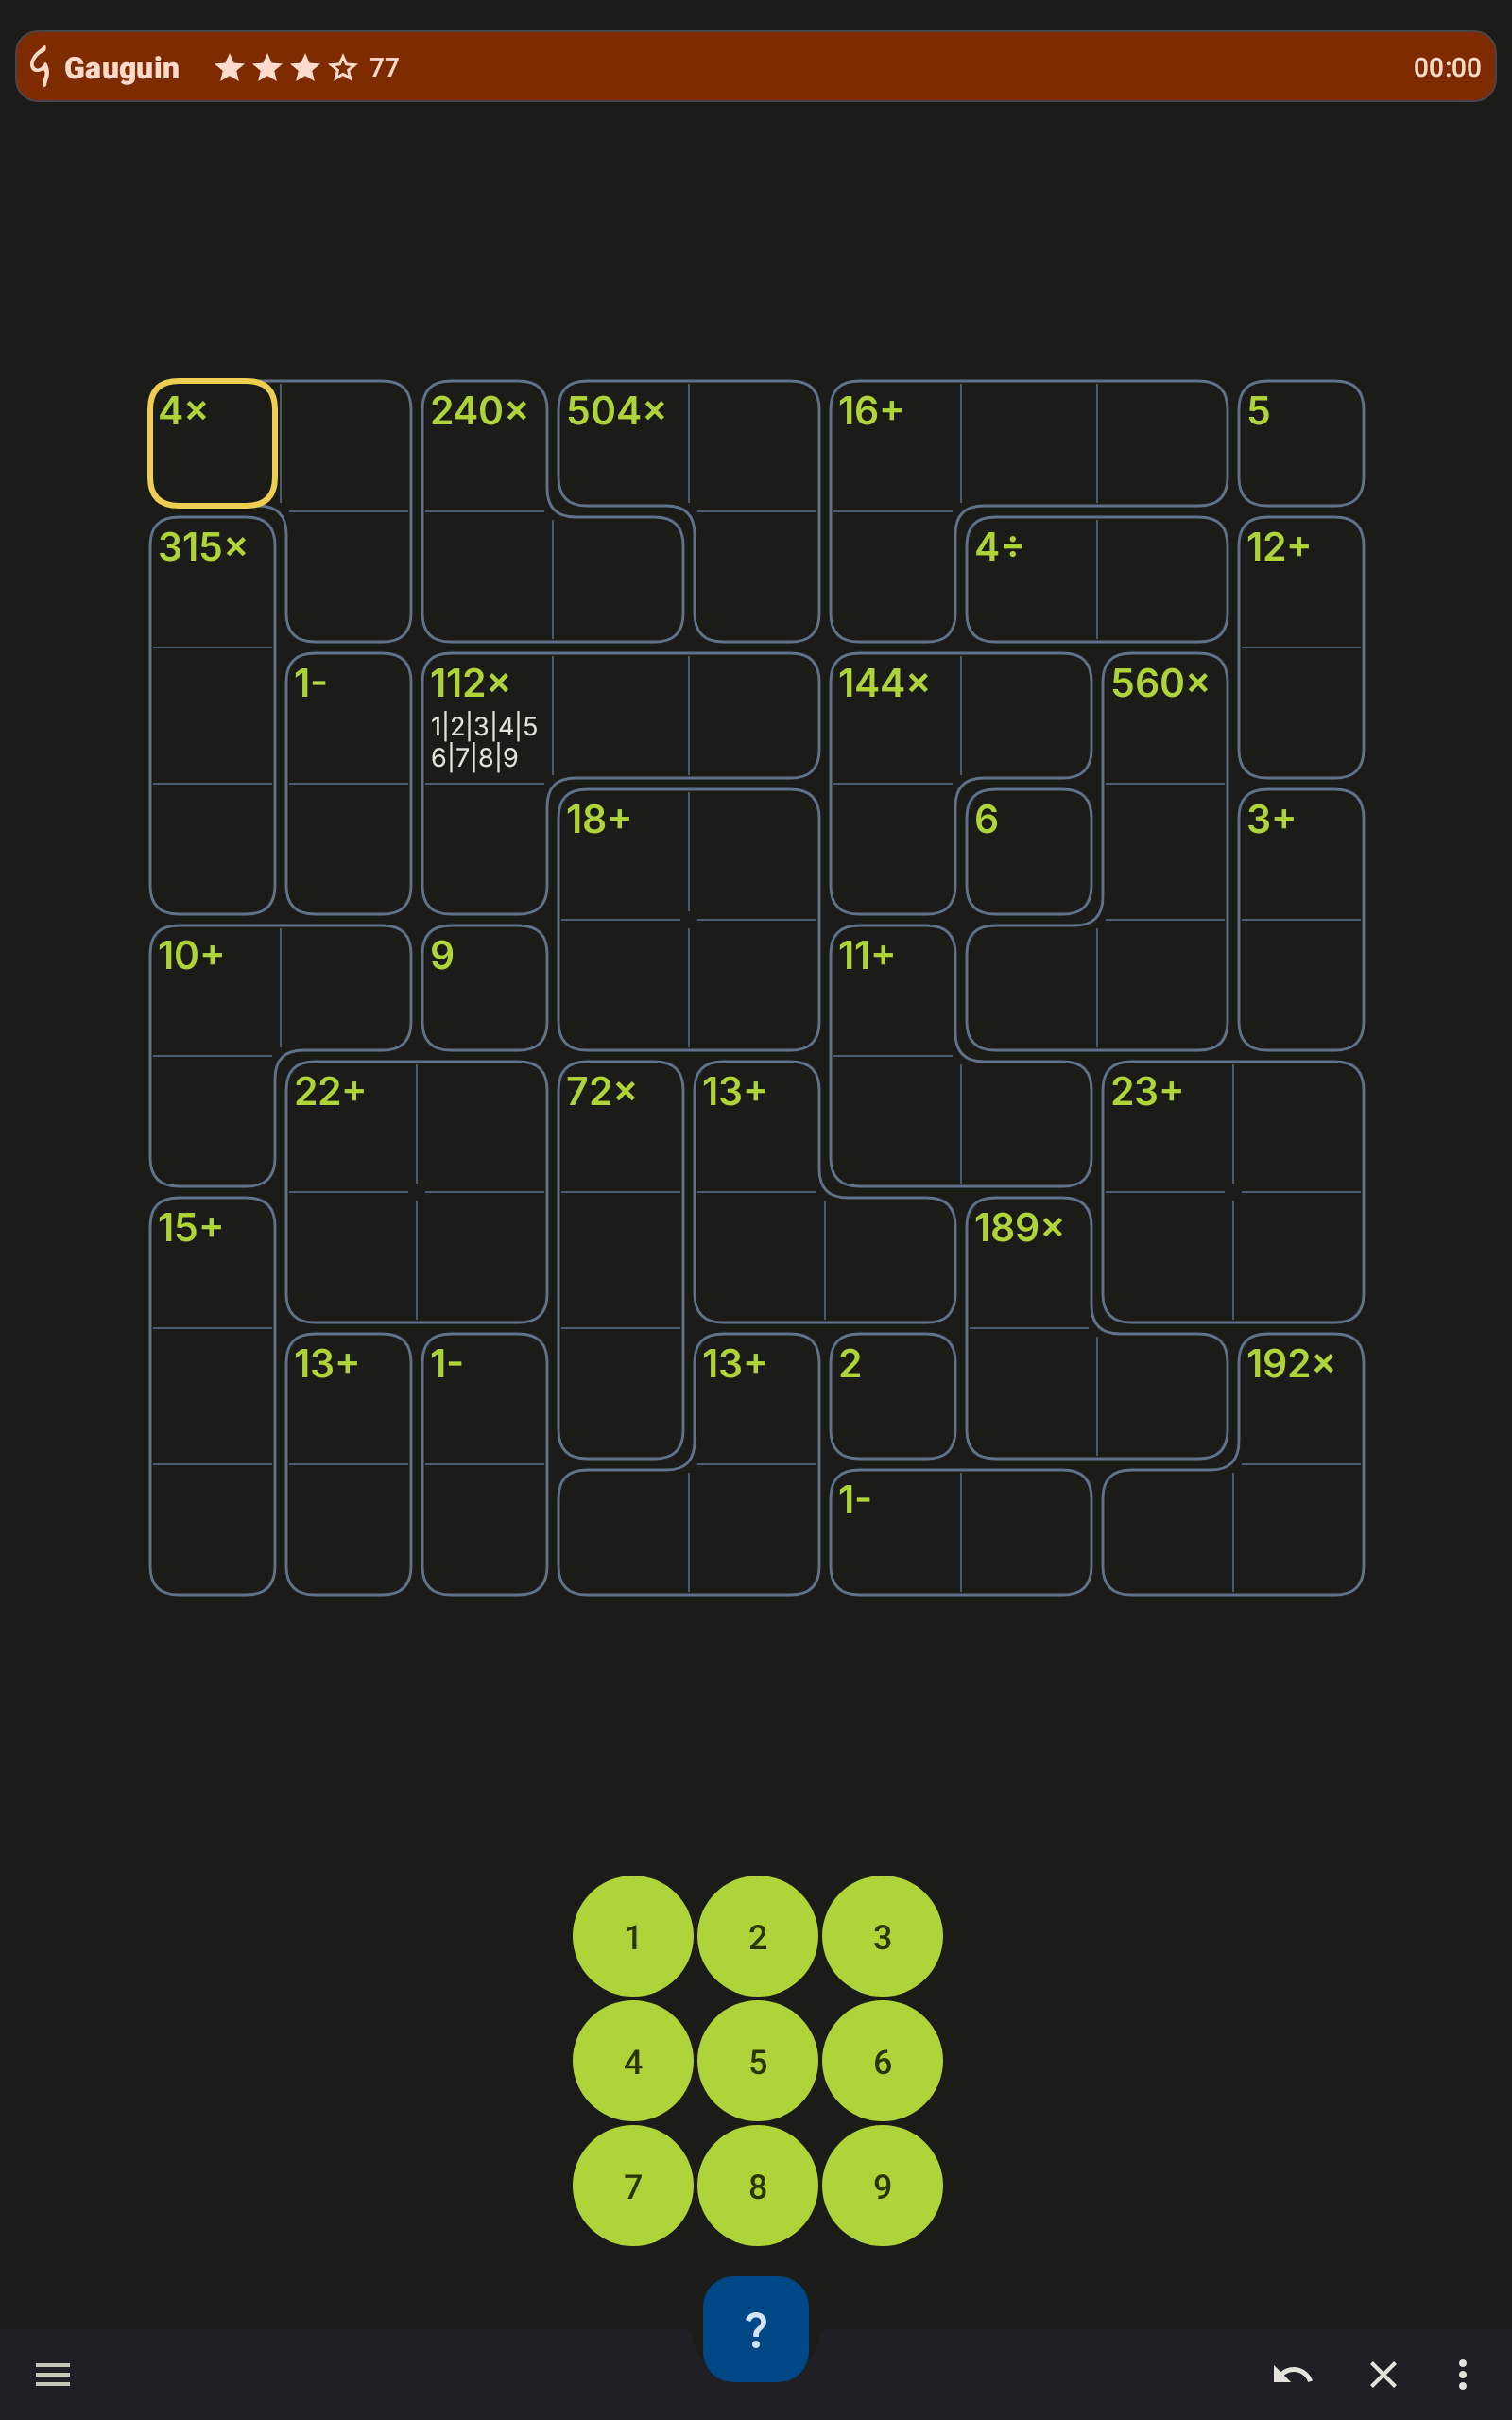 Gauguin 77 00:00
4× 240× 504× 16+ 5
315× 4÷ 12+
1- 112× 144× 560×
1|2|3|4|5
6|7|8|9
18+ 6 3+
10+ 9 11+
22+ 72× 13+ 23+
15+ 189×
13+ 1- 13+ 2 192×
1-
1 2 3
4 5 6
7 8 9
?